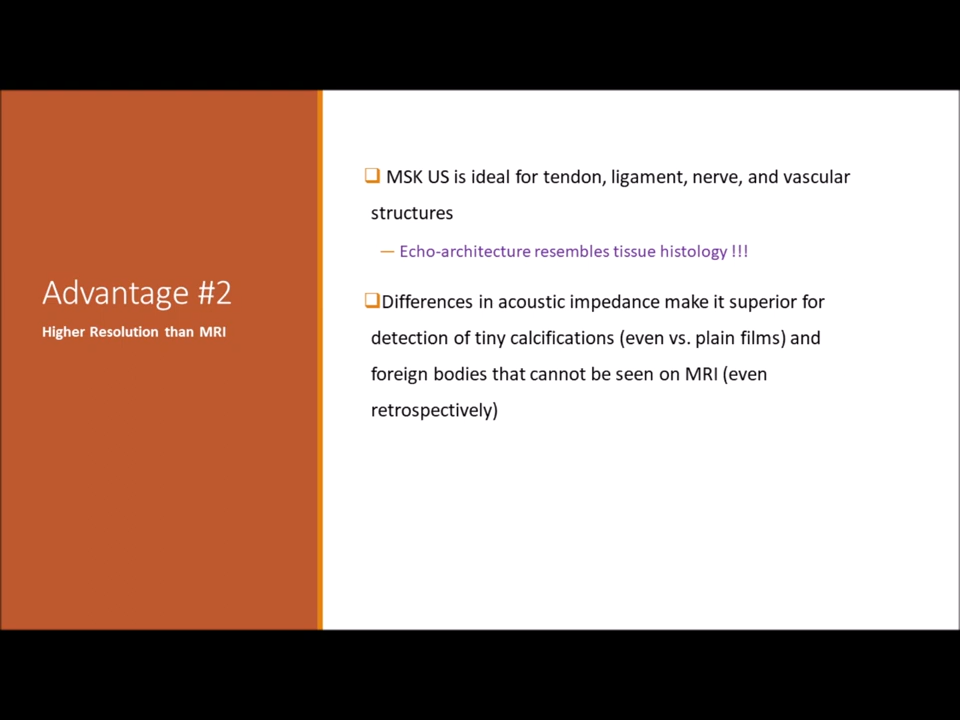 Advantage #2
Higher Resolution than MRI
MSK US is ideal for tendon, ligament, nerve, and vascular
structures
— Echo-architecture resembles tissue histology !!!
Differences in acoustic impedance make it superior for
detection of tiny calcifications (even vs. plain films) and
foreign bodies that cannot be seen on MRI (even
retrospectively)